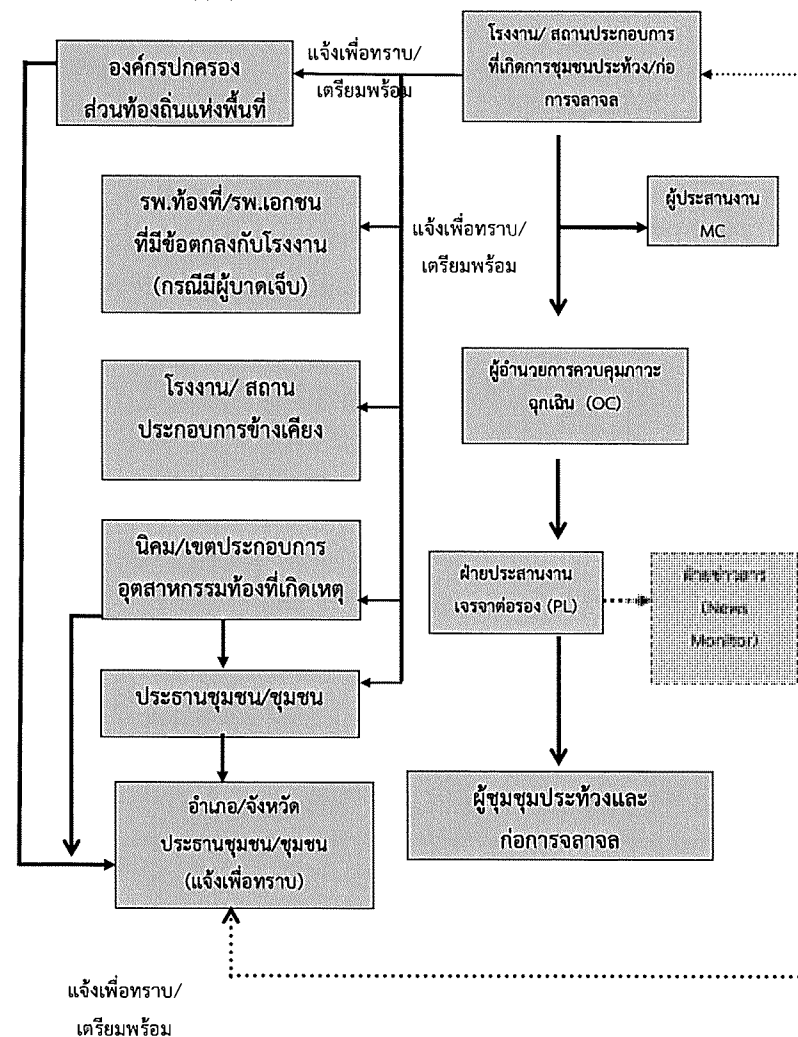 โรงงาน/ สถานประกอบการ
ที่เกิดการชุมชนประท้วง/ก่อ
การจลาจล
แจ้งเพื่อทราบ/
เตรียมพร้อม
องค์กรปกครอง
ส่วนท้องถิ่นแห่งพื้นที่
รพ.ท้องที่/รพ.เอกชน
ที่มีข้อตกลงกับโรงงาน
(กรณีมีผู้บาดเจ็บ)
แจ้งเพื่อทราบ/
เตรียมพร้อม
ผู้ประสานงาน
MC
โรงงาน/ สถาน
ประกอบการข้างเคียง
ผู้อำนวยการควบคุมภาวะ
ฉุกเฉิน (OC)
นิคม/เขตประกอบการ
อุตสาหกรรมท้องที่เกิดเหตุ
ฝ่ายประสานงาน
เจรจาต่อรอง (PL)
ฝ่ายข่าวสาร
(News
Monitor)
ประธานชุมชน/ชุมชน
อำเภอ/จังหวัด
ประธานชุมชน/ชุมชน
(แจ้งเพื่อทราบ)
ผู้ชุมชุมประท้วงและ
ก่อการจลาจล
แจ้งเพื่อทราบ/
เตรียมพร้อม